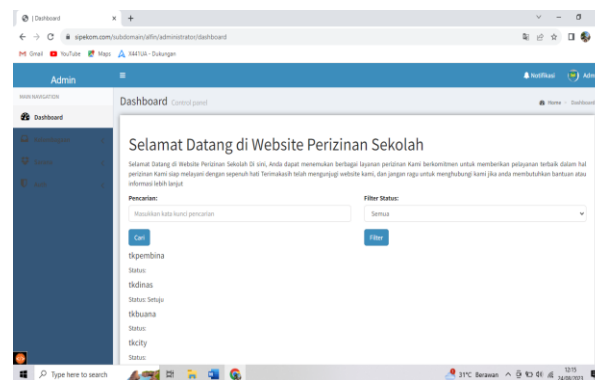 | Dashboard
sipekom.com/subdomain/alfin/administrator/dashboard
Gmail YouTube Maps X441UA - Dukungan
Admin
Notifikasi
MAIN NAVIGATION
Dashboard
Dashboard Control panel
Home
Dashboard
Selamat Datang di Website Perizinan Sekolah
Selamat Datang di Website Perizinan Sekolah Di sini, Anda dapat menemukan berbagai layanan perizinan Kami berkomitmen untuk memberikan pelayanan terbaik dalam hal
perizinan Kami siap melayani dengan sepenuh hati Terimakasih telah mengunjugi website kami, dan jangan ragu untuk menghubungi kami jika anda membutuhkan bantuan atau
informasi lebih lanjut
Pencarian: Filter Status:
Masukkan kata kunci pencarian Semua
Cari Filter
tkpembina
Status:
tkdinas
Status: Setuju
tkbuana
Status:
tkcity
Status:
Type here to search
31°C Berawan
12:15
24/08/2023